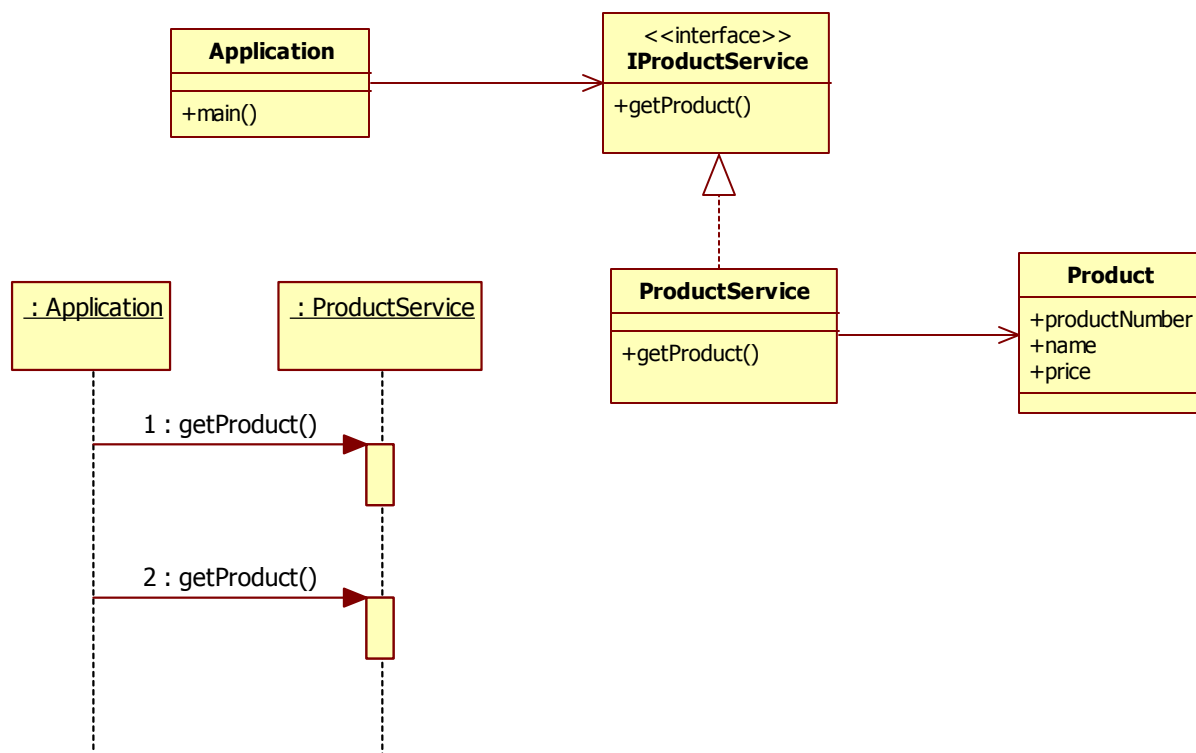 Application
+main()
<<interface>>
IProductService
+getProduct()
ProductService
+getProduct()
Product
+productNumber
+name
+price
: Application
: ProductService
1 : getProduct()
2 : getProduct()